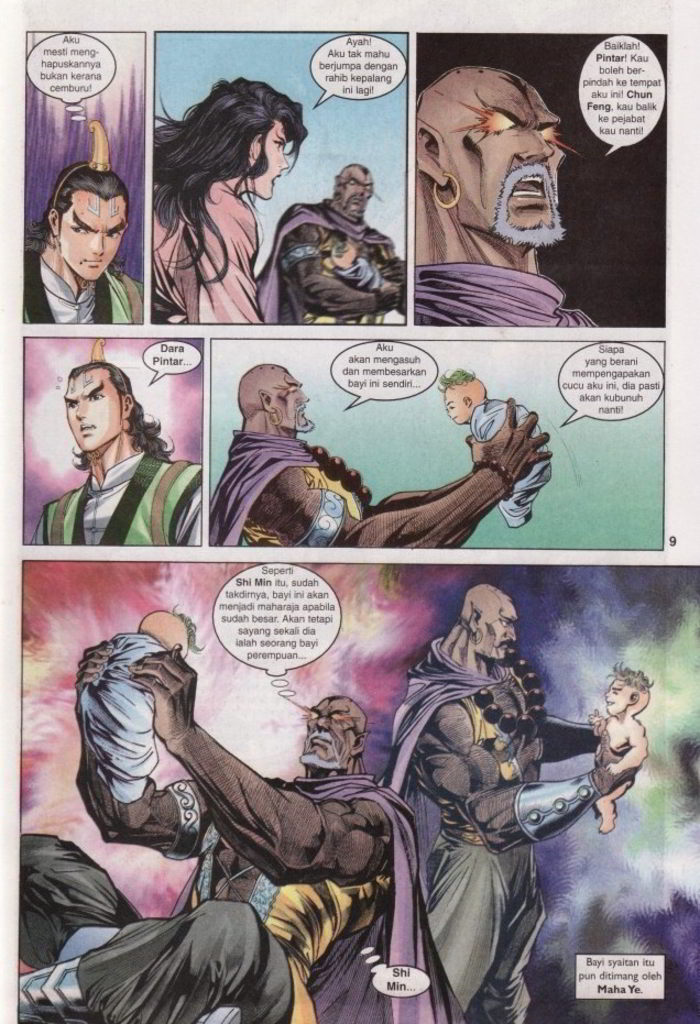 Aku
mesti meng-
hapuskannya
bukan kerana
cemburu!
Ayah!
Aku tak mahu
berjumpa dengan
rahib kepalang
ini lagi!
Baiklah!
Pintar! Kau
boleh ber-
pindah ke tempat
aku ini! Chun
Feng, kau balik
ke pejabat
kau nanti!
Dara
Pintar...
Aku
akan mengasuh
dan membesarkan
bayi ini sendiri...
Siapa
yang berani
mempengapakan
cucu aku ini, dia pasti
akan kubunuh
nanti!
9
Seperti
Shi Min itu, sudah
takdirnya, bayi ini akan
menjadi maharaja apabila
sudah besar. Akan tetapi
sayang sekali dia
ialah seorang bayi
perempuan...
Shi
Min...
Bayi syaitan itu
pun ditimang oleh
Maha Ye.